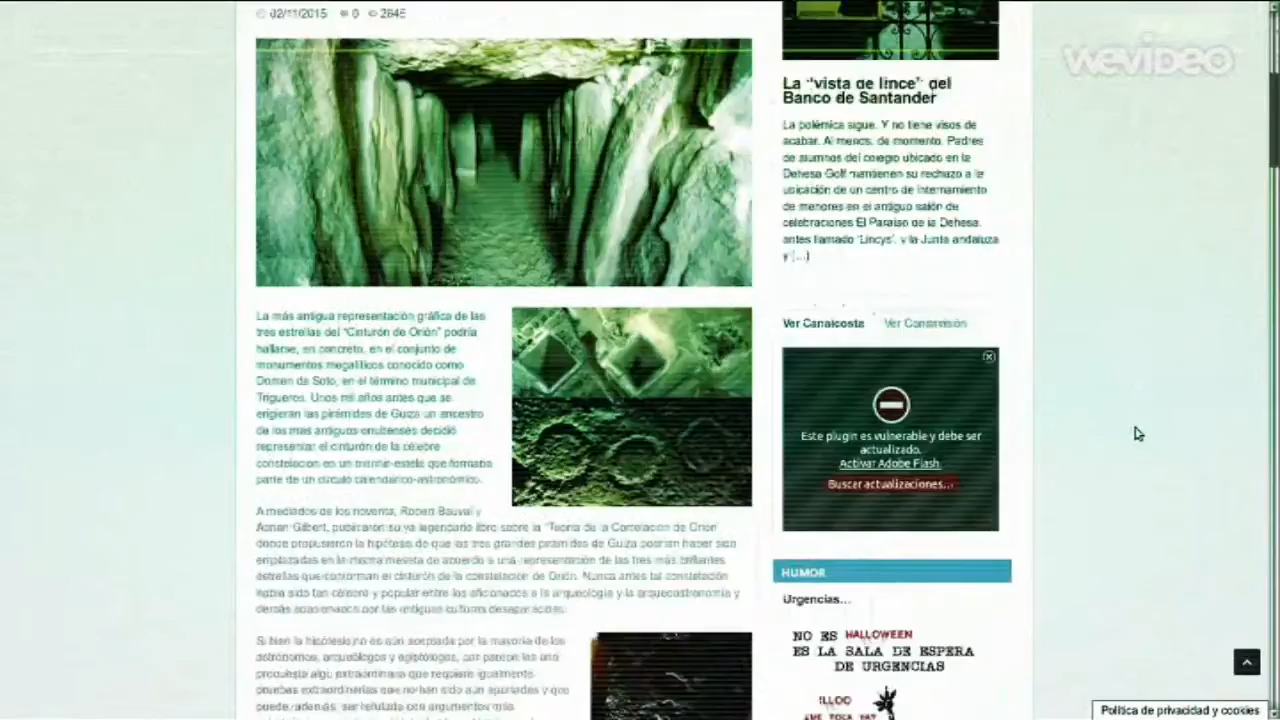 02/11/2015 0 2645
wevideo
La más antigua representación gráfica de las
tres estrellas del "Cinturón de Orión" podría
hallarse, en concreto, en el conjunto de
monumentos megalíticos conocido como
Dolmen de Soto, en el término municipal de
Trigueros. Unos mil años antes que se
erigieran las pirámides de Guiza un ancestro
de los más antiguos onubenses decidió
representar el cinturón de la célebre
constelación en un menhir-estela que formaba
parte de un círculo calendárico-astronómico.
A mediados de los noventa, Robert Bauval y
Adrian Gilbert, publicaron su ya legendario libro sobre la "Teoría de la Correlación de Orión"
donde propusieron la hipótesis de que las tres grandes pirámides de Guiza podrían haber sido
emplazadas en la misma meseta de acuerdo a una representación de las tres más brillantes
estrellas que conforman el cinturón de la constelación de Orión. Nunca antes tal constelación
había sido tan célebre y popular entre los aficionados a la arqueología y la arqueoastronomía y
demás apasionados por las antiguas culturas desaparecidas.
Si bien la hipótesis no es aún aceptada por la mayoría de los
astrónomos, arqueólogos y egiptólogos, por parecer les una
propuesta algo extraordinaria que requiere igualmente
pruebas extraordinarias que no han sido aún aportadas y que
puede, además, ser refutada con argumentos más
La "vista de lince" del
Banco de Santander
La polémica sigue. Y no tiene visos de
acabar. Al menos, de momento. Padres
de alumnos del colegio ubicado en la
Dehesa Golf mantienen su rechazo a la
ubicación de un centro de internamiento
de menores en el antiguo salón de
celebraciones El Paraíso de la Dehesa,
antes llamado 'Lincys', y la Junta andaluza
y [...]
Ver Canalcosta Ver Costavisión
Este plugin es vulnerable y debe ser
actualizado.
Activar Adobe Flash.
Buscar actualizaciones...
HUMOR
Urgencias...
NO ES HALLOWEEN
ES LA SALA DE ESPERA
DE URGENCIAS
Política de privacidad y cookies